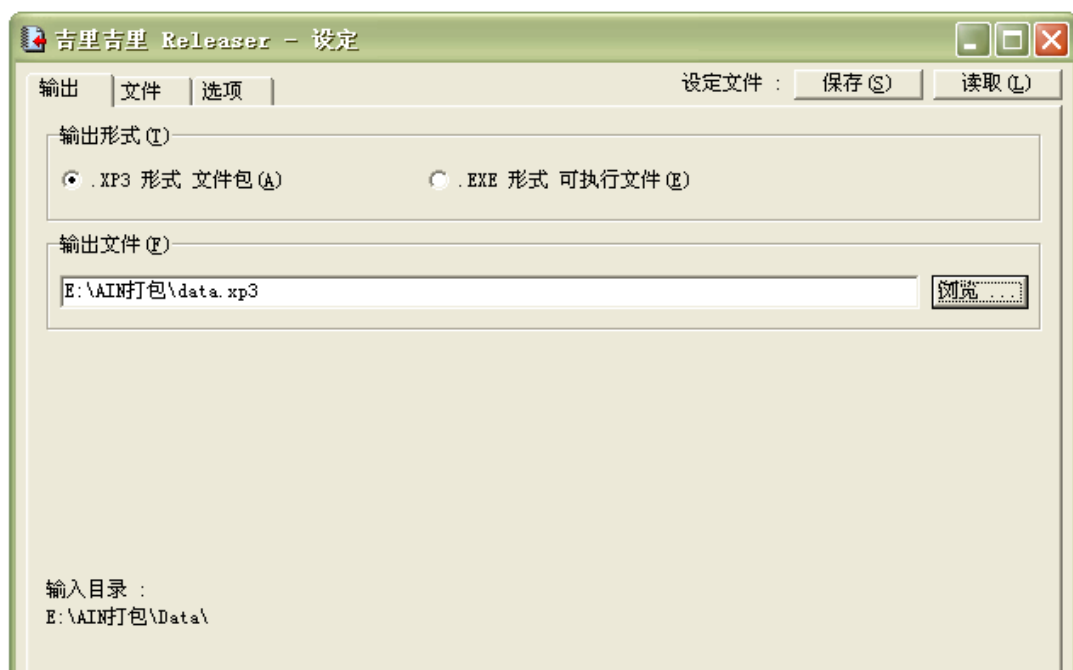 吉里吉里 Releaser - 设定
输出 文件 选项 设定文件 : 保存(S) 读取(L)
输出形式(T)
.XP3 形式 文件包(A) .EXE 形式 可执行文件(E)
输出文件(F)
E:\AIN打包\data.xp3 浏览 ...
输入目录 :
E:\AIN打包\Data\